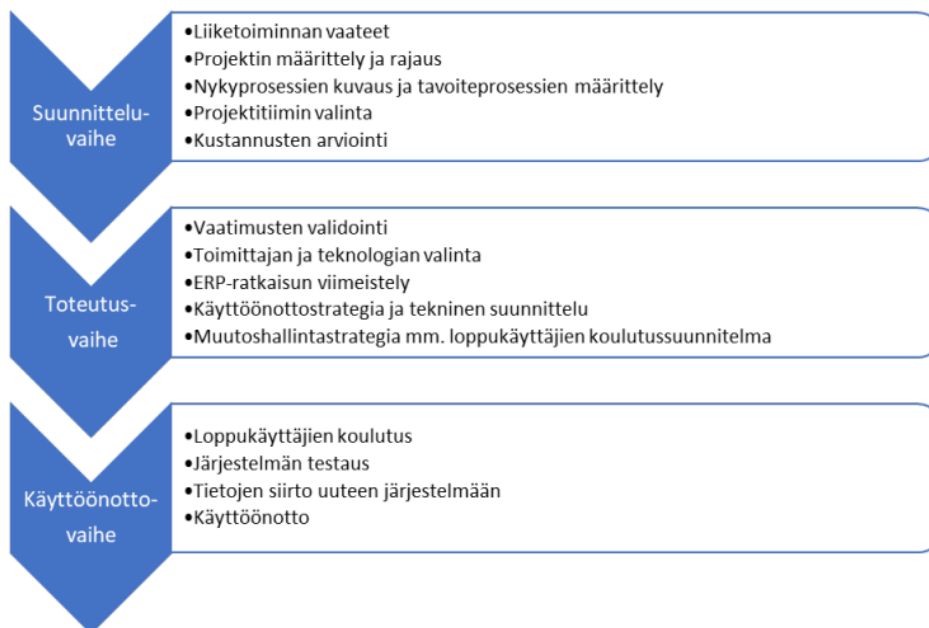 Suunnittelu-
vaihe
•Liiketoiminnan vaateet
•Projektin määrittely ja rajaus
•Nykyprosessien kuvaus ja tavoiteprosessien määrittely
•Projektitiimin valinta
•Kustannusten arviointi
Toteutus-
vaihe
•Vaatimusten validointi
•Toimittajan ja teknologian valinta
•ERP-ratkaisun viimeistely
•Käyttöönottostrategia ja tekninen suunnittelu
•Muutoshallintastrategia mm. loppukäyttäjien koulutussuunnitelma
Käyttöönotto-
vaihe
•Loppukäyttäjien koulutus
•Järjestelmän testaus
•Tietojen siirto uuteen järjestelmään
•Käyttöönotto